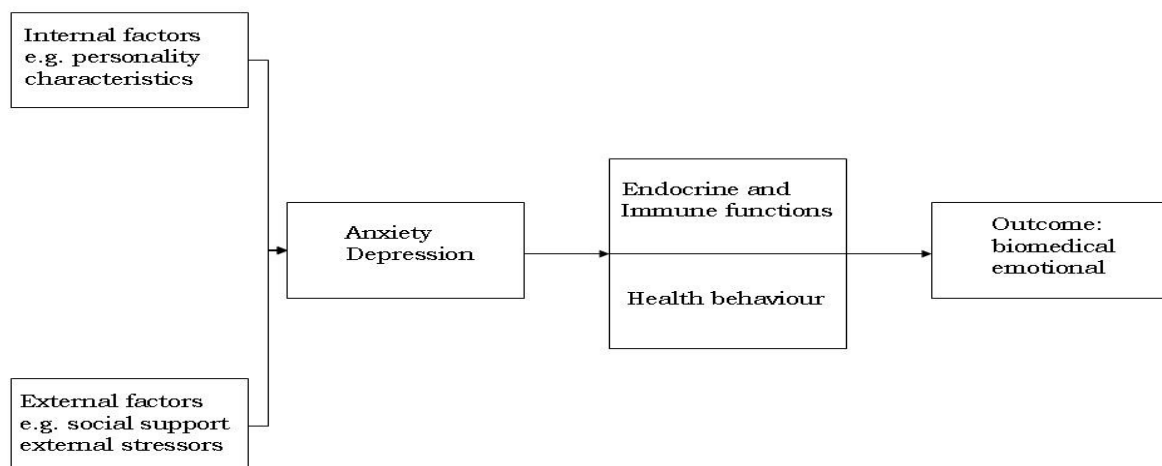 Internal factors
e.g. personality
characteristics
External factors
e.g. social support
external stressors
Anxiety
Depression
Endocrine and
Immune functions
Health behaviour
Outcome:
biomedical
emotional